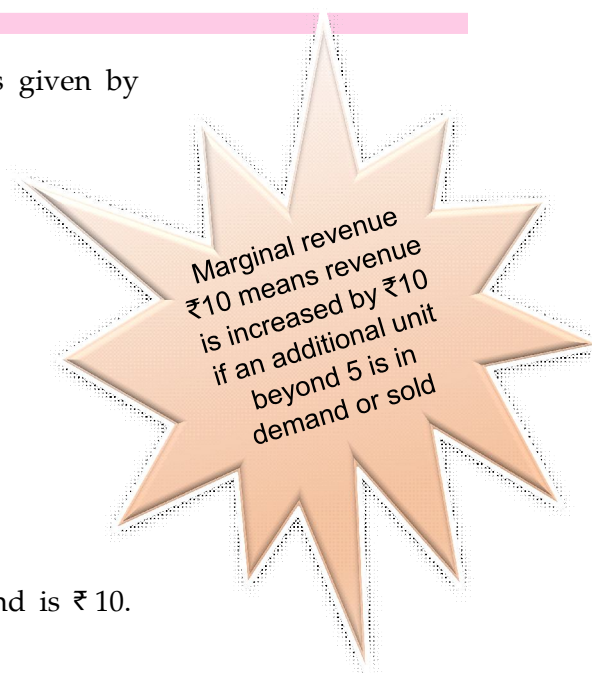 given by
Marginal revenue
₹10 means revenue
is increased by ₹10
if an additional unit
beyond 5 is in
demand or sold
is ₹ 10.